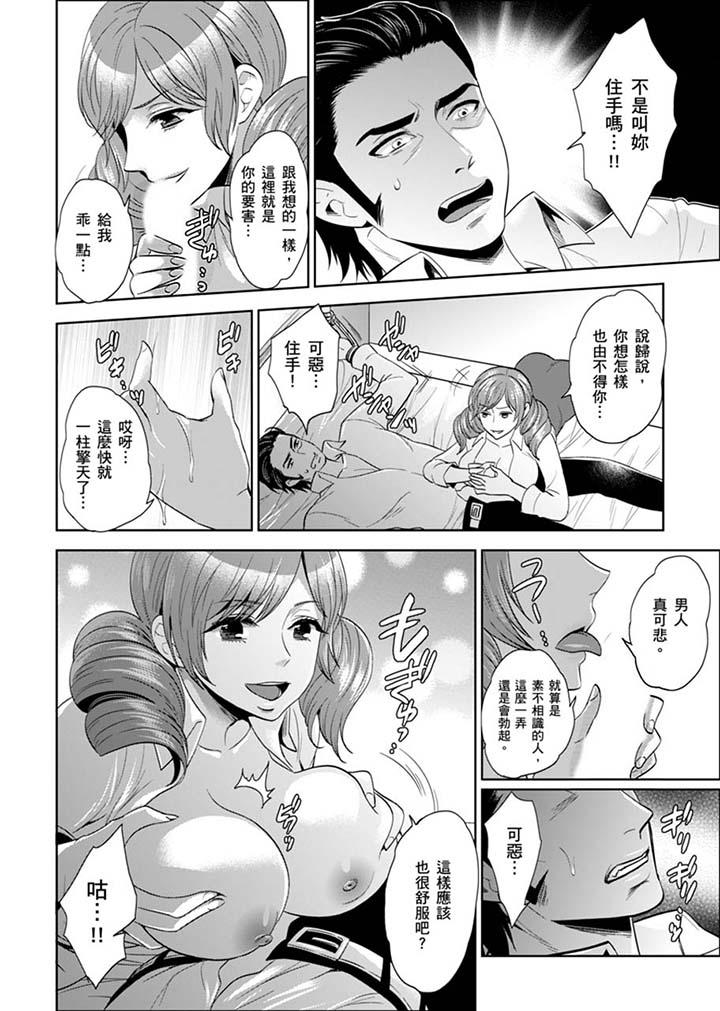 不是叫妳
住手嗎…!!
跟我想的一樣，
這裡就是
你的要害…
給我
乖一點…
說歸說，
你想怎樣
也由不得你…
可惡…
住手！
哎呀…
這麼快就
一柱擎天了…
男人
真可悲。
就算是
素不相識的人，
這麼一弄
還是會勃起。
可惡…
這樣應該
也很舒服吧？
咕…!!